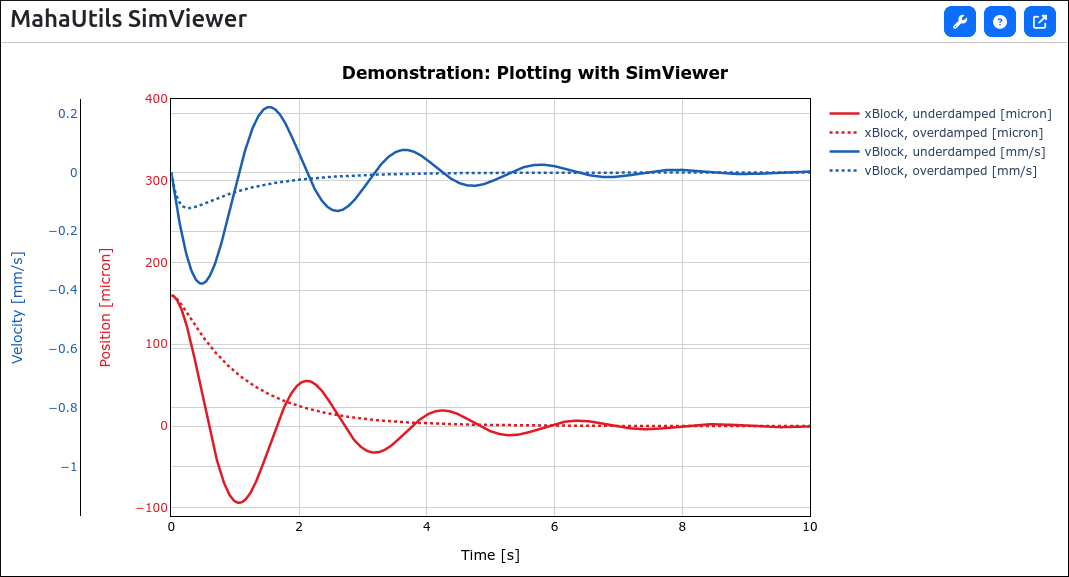 MahaUtils SimViewer
Demonstration: Plotting with SimViewer
Velocity [mm/s]
0.2
0
−0.2
−0.4
−0.6
−0.8
−1
Position [micron]
400
300
200
100
0
−100
0 2 4 6 8 10
Time [s]
xBlock, underdamped [micron]
xBlock, overdamped [micron]
vBlock, underdamped [mm/s]
vBlock, overdamped [mm/s]